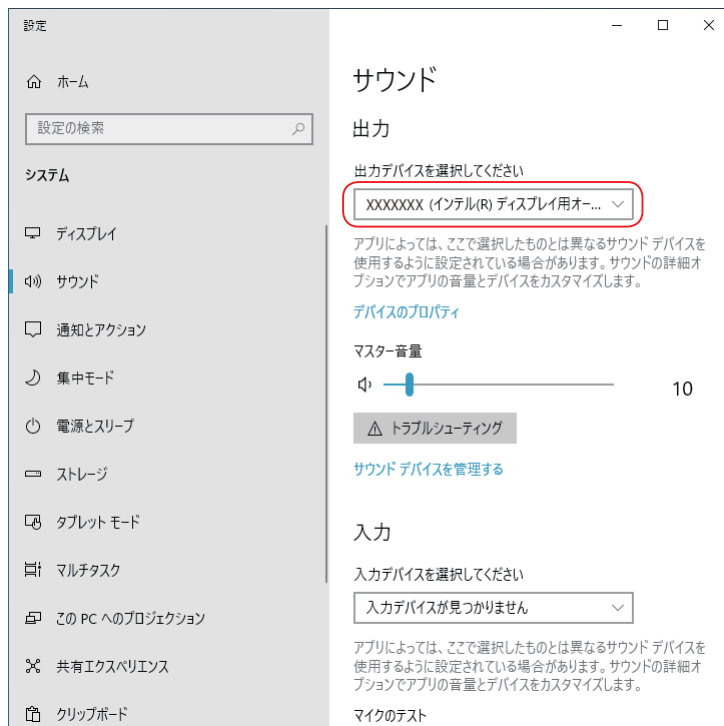 設定
ホーム
設定の検索
システム
ディスプレイ
サウンド
通知とアクション
集中モード
電源とスリープ
ストレージ
タブレット モード
マルチタスク
この PC へのプロジェクション
共有エクスペリエンス
クリップボード
サウンド
出力
出力デバイスを選択してください
XXXXXXX (インテル(R) ディスプレイ用オー...
アプリによっては、ここで選択したものとは異なるサウンド デバイスを
使用するように設定されている場合があります。サウンドの詳細オ
プションでアプリの音量とデバイスをカスタマイズします。
デバイスのプロパティ
マスター音量
10
トラブルシューティング
サウンド デバイスを管理する
入力
入力デバイスを選択してください
入力デバイスが見つかりません
アプリによっては、ここで選択したものとは異なるサウンド デバイスを
使用するように設定されている場合があります。サウンドの詳細オ
プションでアプリの音量とデバイスをカスタマイズします。
マイクのテスト